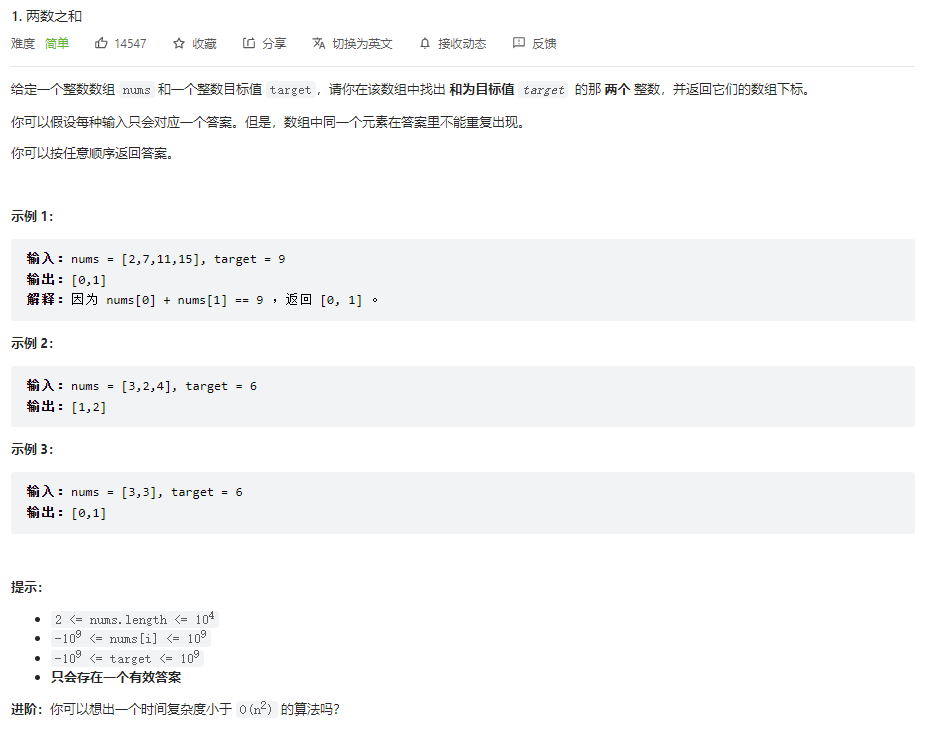 1. 两数之和
难度 简单 14547 收藏 分享 切换为英文 接收动态 反馈
给定一个整数数组 nums 和一个整数目标值 target，请你在该数组中找出 和为目标值 target 的那 两个 整数，并返回它们的数组下标。
你可以假设每种输入只会对应一个答案。但是，数组中同一个元素在答案里不能重复出现。
你可以按任意顺序返回答案。
示例 1：
输入：nums = [2,7,11,15], target = 9
输出：[0,1]
解释：因为 nums[0] + nums[1] == 9 ，返回 [0, 1] 。
示例 2：
输入：nums = [3,2,4], target = 6
输出：[1,2]
示例 3：
输入：nums = [3,3], target = 6
输出：[0,1]
提示：
2 <= nums.length <= 10⁴
-10⁹ <= nums[i] <= 10⁹
-10⁹ <= target <= 10⁹
只会存在一个有效答案
进阶：你可以想出一个时间复杂度小于 O(n²) 的算法吗？